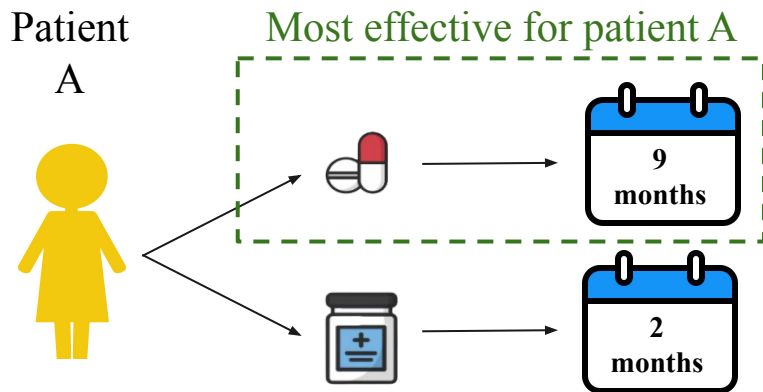 Patient
A
Most effective for patient A
9
months
2
months